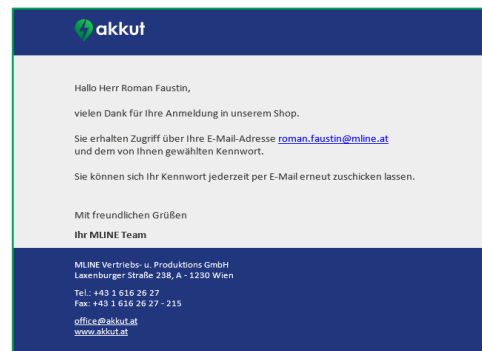 akkut
Hallo Herr Roman Faustin,
vielen Dank für Ihre Anmeldung in unserem Shop.
Sie erhalten Zugriff über Ihre E-Mail-Adresse roman.faustin@mline.at
und dem von Ihnen gewählten Kennwort.
Sie können sich Ihr Kennwort jederzeit per E-Mail erneut zuschicken lassen.
Mit freundlichen Grüßen
Ihr MLINE Team
MLINE Vertriebs- u. Produktions GmbH
Laxenburger Straße 238, A - 1230 Wien
Tel.: +43 1 616 26 27
Fax: +43 1 616 26 27 - 215
office@akkut.at
www.akkut.at